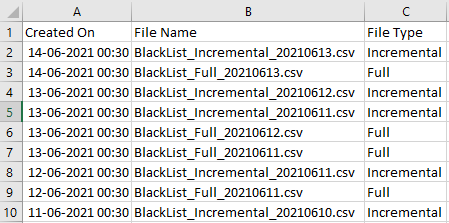 A B C
1 Created On File Name File Type
2 14-06-2021 00:30 BlackList_Incremental_20210613.csv Incremental
3 14-06-2021 00:30 BlackList_Full_20210613.csv Full
4 13-06-2021 00:30 BlackList_Incremental_20210612.csv Incremental
5 13-06-2021 00:30 BlackList_Incremental_20210611.csv Incremental
6 13-06-2021 00:30 BlackList_Full_20210612.csv Full
7 13-06-2021 00:30 BlackList_Full_20210611.csv Full
8 12-06-2021 00:30 BlackList_Incremental_20210611.csv Incremental
9 12-06-2021 00:30 BlackList_Full_20210611.csv Full
10 11-06-2021 00:30 BlackList_Incremental_20210610.csv Incremental